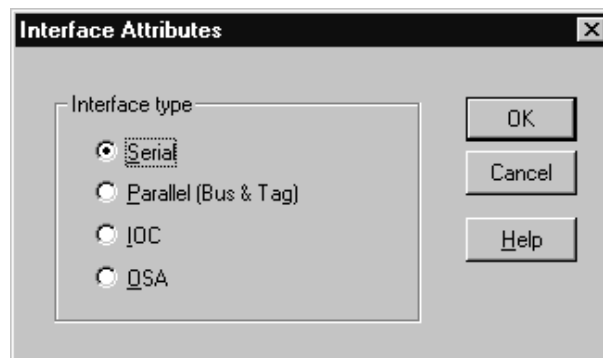 Interface Attributes
Interface type
Serial
Parallel (Bus & Tag)
IOC
OSA
OK
Cancel
Help